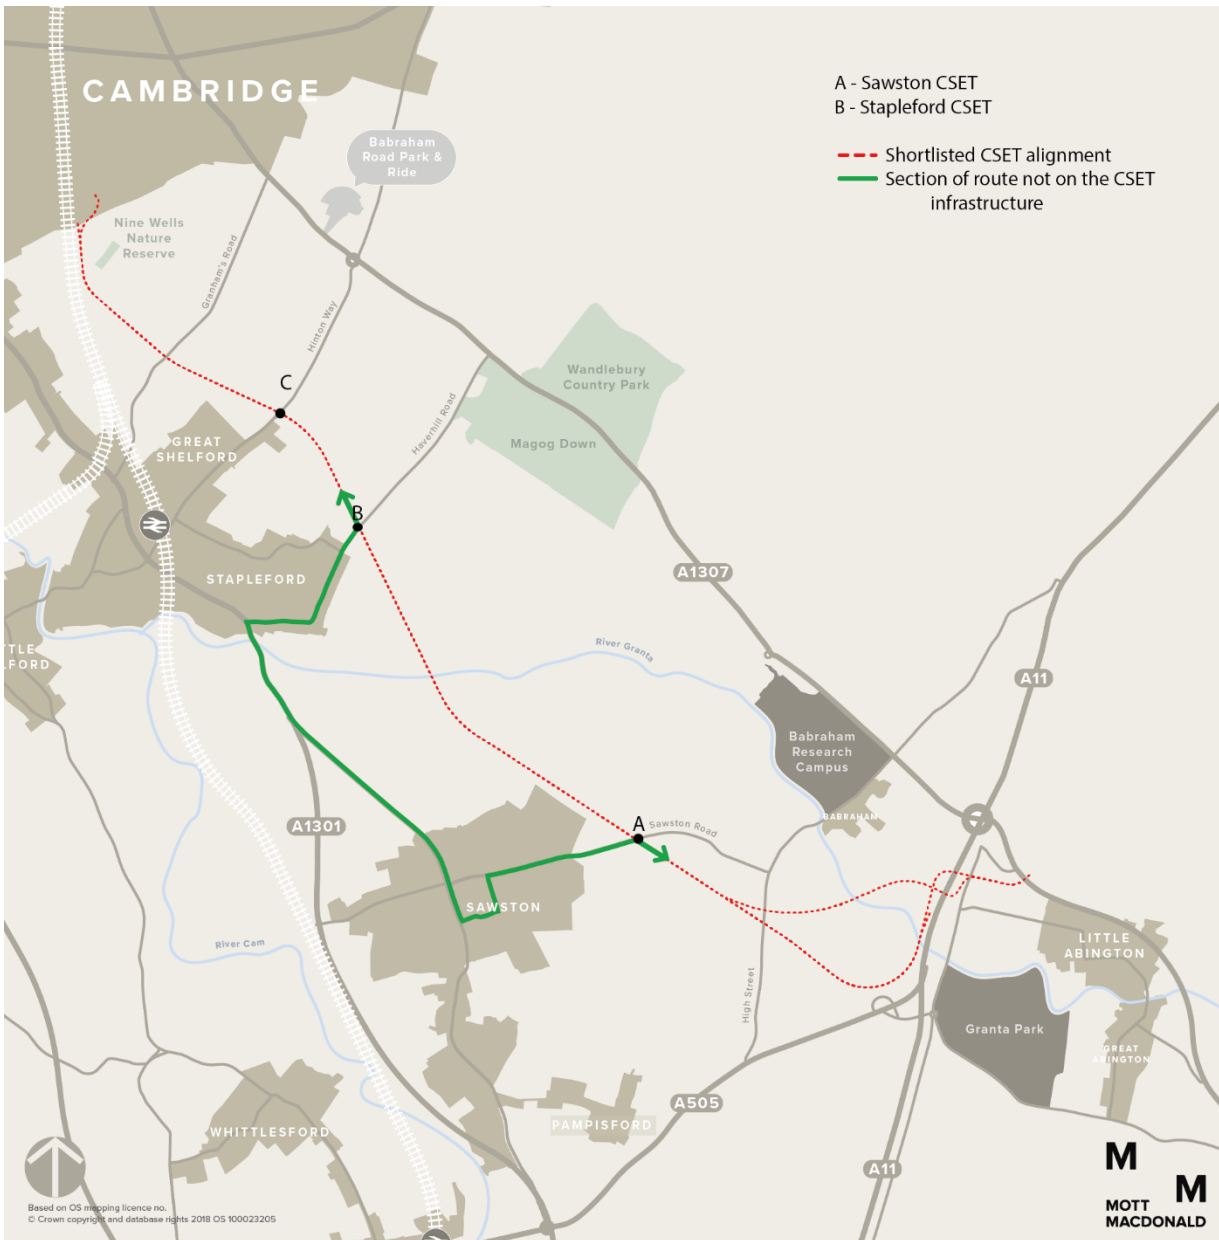 CAMBRIDGE
A - Sawston CSET
B - Stapleford CSET
Shortlisted CSET alignment
Section of route not on the CSET
infrastructure
Babraham
Road Park &
Ride
Nine Wells
Nature
Reserve
Granham's Road
Hinton Way
C
Haverhill Road
Wandlebury
Country Park
Magog Down
GREAT
SHELFORD
B
STAPLEFORD
A1307
TLE
LFORD
River Granta
A11
Babraham
Research
Campus
BABRAHAM
A1301
A
Sawston Road
SAWSTON
River Cam
High Street
LITTLE
ABINGTON
Granta Park
GREAT
ABINGTON
A505
PAMPISFORD
WHITTLESFORD
A11
M
M
MOTT
MACDONALD
Based on OS mapping licence no.
© Crown copyright and database rights 2018 OS 100023205